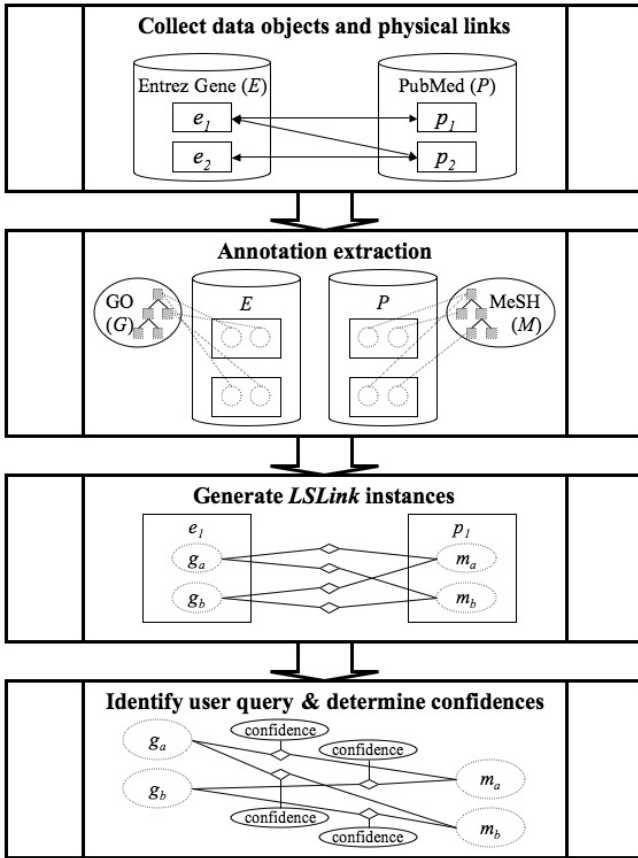 Collect data objects and physical links
Entrez Gene (E)
PubMed (P)
e1
p1
e2
p2
Annotation extraction
GO
(G)
E
P
MeSH
(M)
Generate LSLink instances
e1
p1
ga
ma
gb
mb
Identify user query & determine confidences
confidence
ga
confidence
ma
gb
confidence
mb
confidence